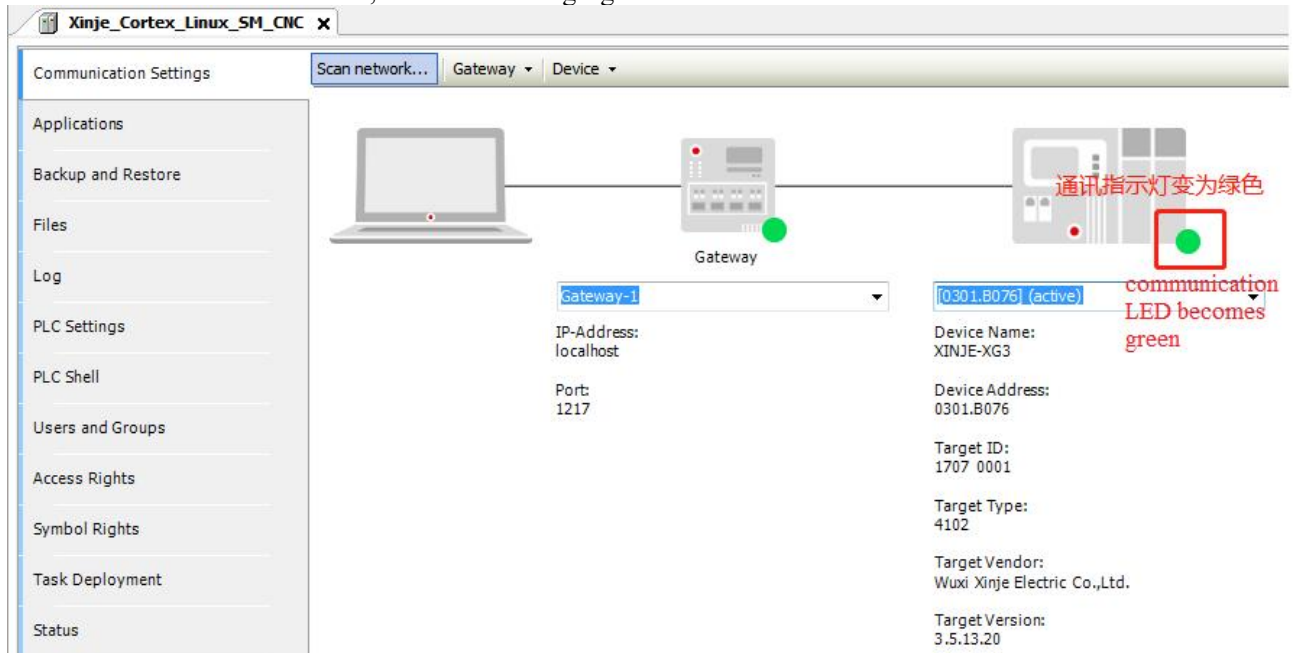 Xinje_Cortex_Linux_SM_CNC X
Communication Settings
Scan network... Gateway Device
Applications
Backup and Restore
Files
Log
PLC Settings
PLC Shell
Users and Groups
Access Rights
Symbol Rights
Task Deployment
Status
Gateway
Gateway-1
IP-Address:
localhost
Port:
1217
通讯指示灯变为绿色
communication
LED becomes
green
[0301.B076] (active)
Device Name:
XINJE-XG3
Device Address:
0301.B076
Target ID:
1707 0001
Target Type:
4102
Target Vendor:
Wuxi Xinje Electric Co.,Ltd.
Target Version:
3.5.13.20